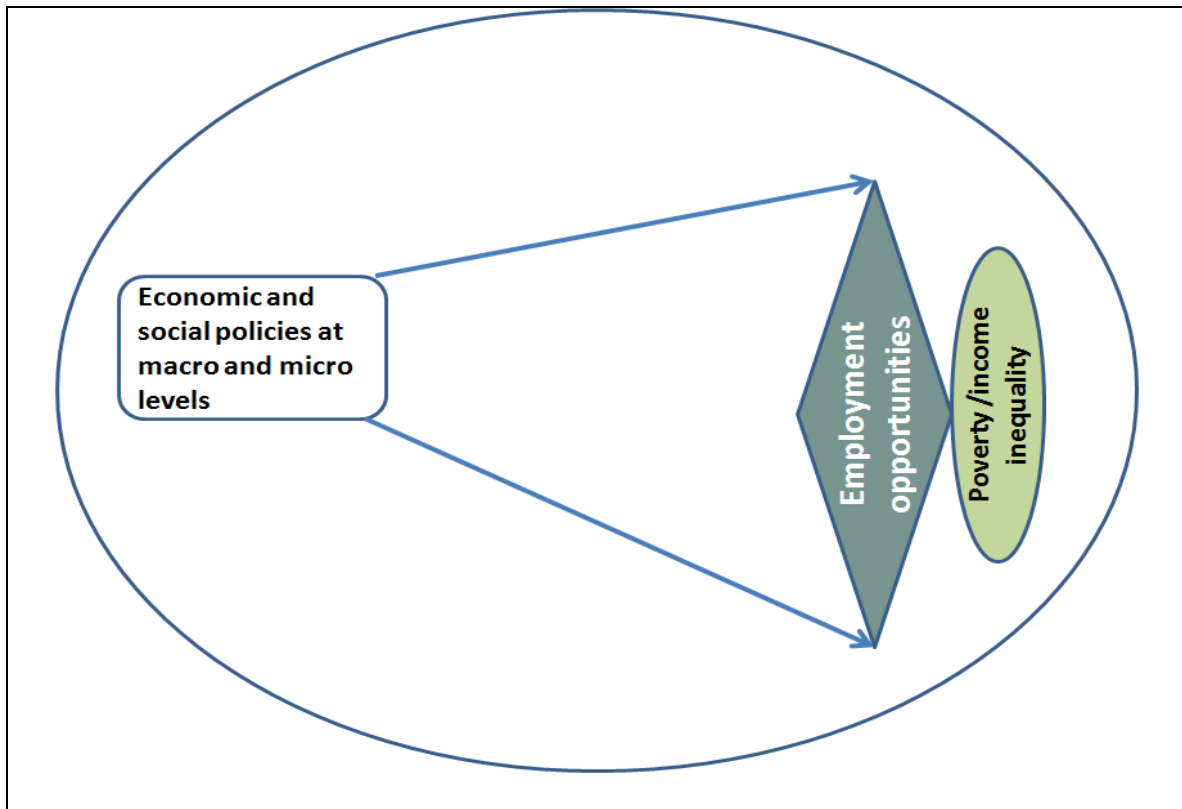 Economic and
social policies at
macro and micro
levels
Employment
opportunities
Poverty /income
inequality